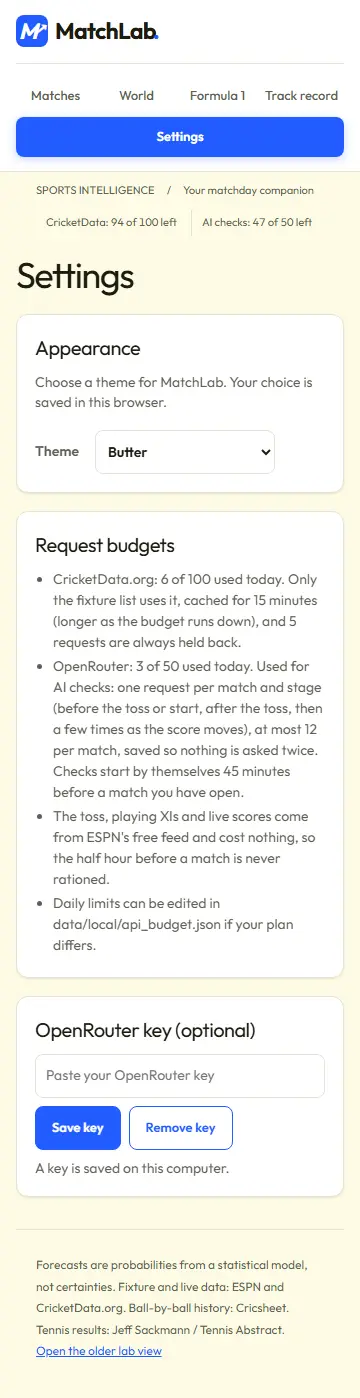 MatchLab.
Matches World Formula 1 Track record
Settings
SPORTS INTELLIGENCE / Your matchday companion
CricketData: 94 of 100 left AI checks: 47 of 50 left
Settings
Appearance
Choose a theme for MatchLab. Your choice is
saved in this browser.
Theme Butter
Request budgets
• CricketData.org: 6 of 100 used today. Only
the fixture list uses it, cached for 15 minutes
(longer as the budget runs down), and 5
requests are always held back.
• OpenRouter: 3 of 50 used today. Used for
AI checks: one request per match and stage
(before the toss or start, after the toss, then
a few times as the score moves), at most 12
per match, saved so nothing is asked twice.
Checks start by themselves 45 minutes
before a match you have open.
• The toss, playing XIs and live scores come
from ESPN's free feed and cost nothing, so
the half hour before a match is never
rationed.
• Daily limits can be edited in
data/local/api_budget.json if your plan
differs.
OpenRouter key (optional)
Paste your OpenRouter key
Save key Remove key
A key is saved on this computer.
Forecasts are probabilities from a statistical model,
not certainties. Fixture and live data: ESPN and
CricketData.org. Ball-by-ball history: Cricsheet.
Tennis results: Jeff Sackmann / Tennis Abstract.
Open the older lab view